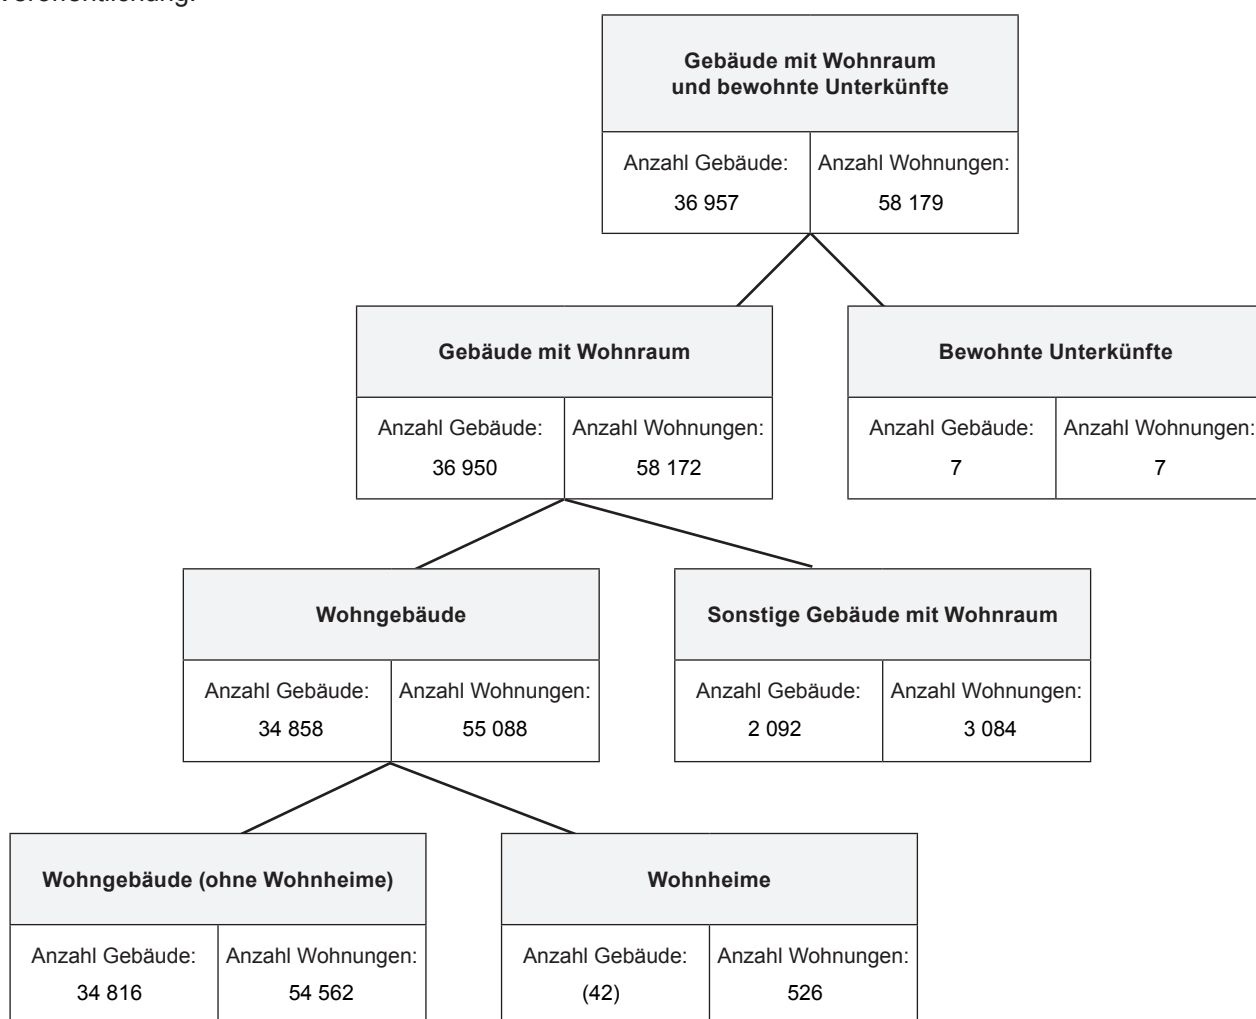 Veröffentlichung.
Gebäude mit Wohnraum
und bewohnte Unterkünfte
Anzahl Gebäude:
36 957
Anzahl Wohnungen:
58 179
Gebäude mit Wohnraum
Anzahl Gebäude:
36 950
Anzahl Wohnungen:
58 172
Bewohnte Unterkünfte
Anzahl Gebäude:
7
Anzahl Wohnungen:
7
Wohngebäude
Anzahl Gebäude:
34 858
Anzahl Wohnungen:
55 088
Sonstige Gebäude mit Wohnraum
Anzahl Gebäude:
2 092
Anzahl Wohnungen:
3 084
Wohngebäude (ohne Wohnheime)
Anzahl Gebäude:
34 816
Anzahl Wohnungen:
54 562
Wohnheime
Anzahl Gebäude:
(42)
Anzahl Wohnungen:
526